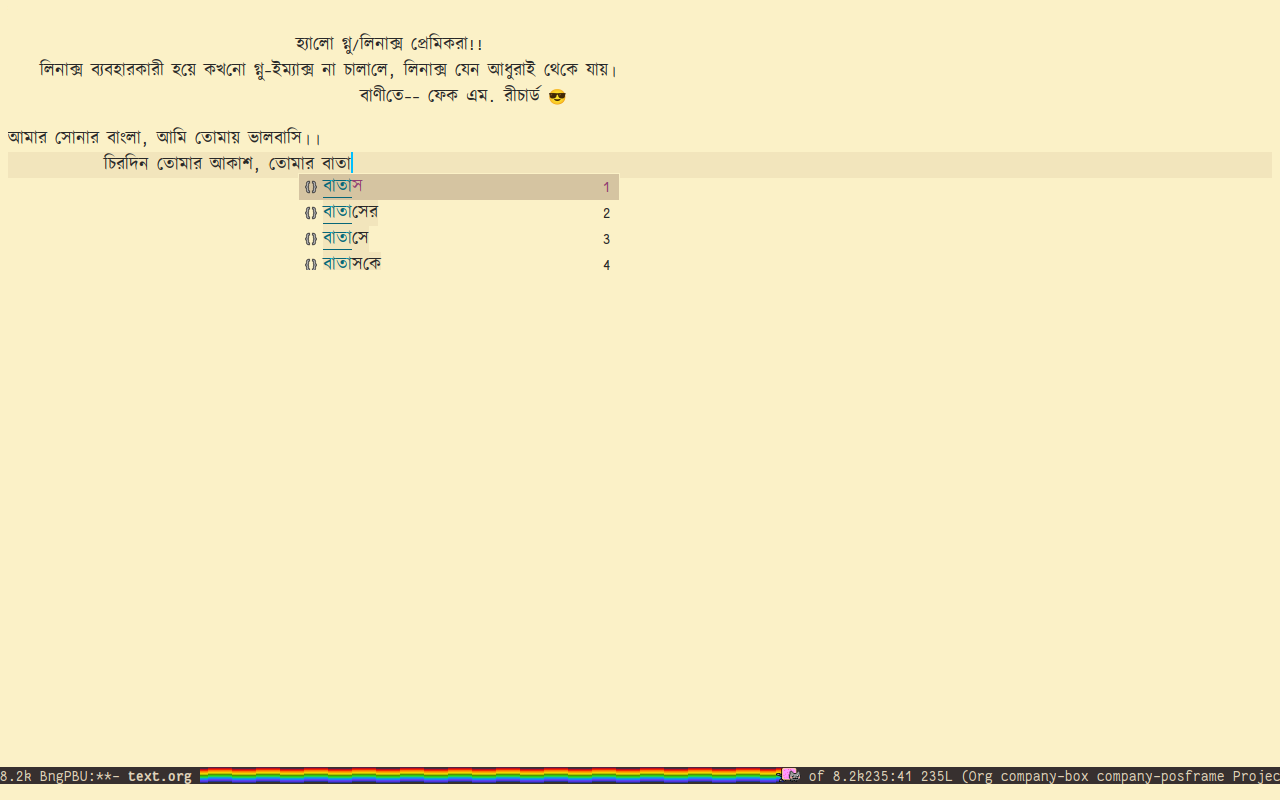 হ্যালো গ্নু/লিনাক্স প্রেমিকরা!!
লিনাক্স ব্যবহারকারী হয়ে কখনো গ্নু-ইম্যাক্স না চালালে, লিনাক্স যেন আধুরাই থেকে যায়।
বাণীতে-- ফেক এম. রীচার্ড 😎
আমার সোনার বাংলা, আমি তোমায় ভালবাসি।।
চিরদিন তোমার আকাশ, তোমার বাতা
বাতাস 1
বাতাসের 2
বাতাসে 3
বাতাসকে 4
8.2k BngPBU:**- text.org of 8.2k235:41 235L (Org company-box company-posframe Projec